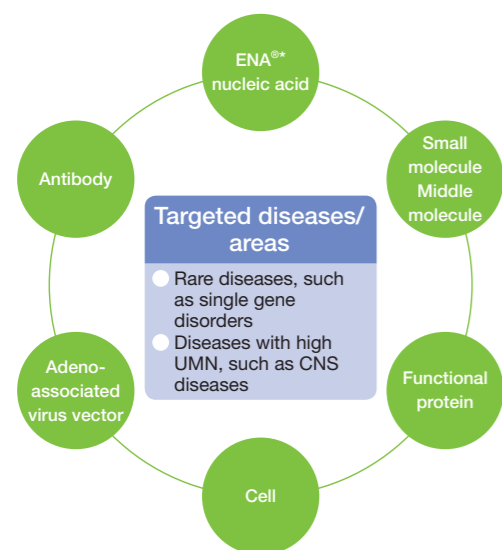 ENA®*
nucleic acid
Small
molecule
Middle
molecule
Antibody
Targeted diseases/
areas
Rare diseases, such
as single gene
disorders
Diseases with high
UMN, such as CNS
diseases
Adeno-
associated
virus vector
Functional
protein
Cell